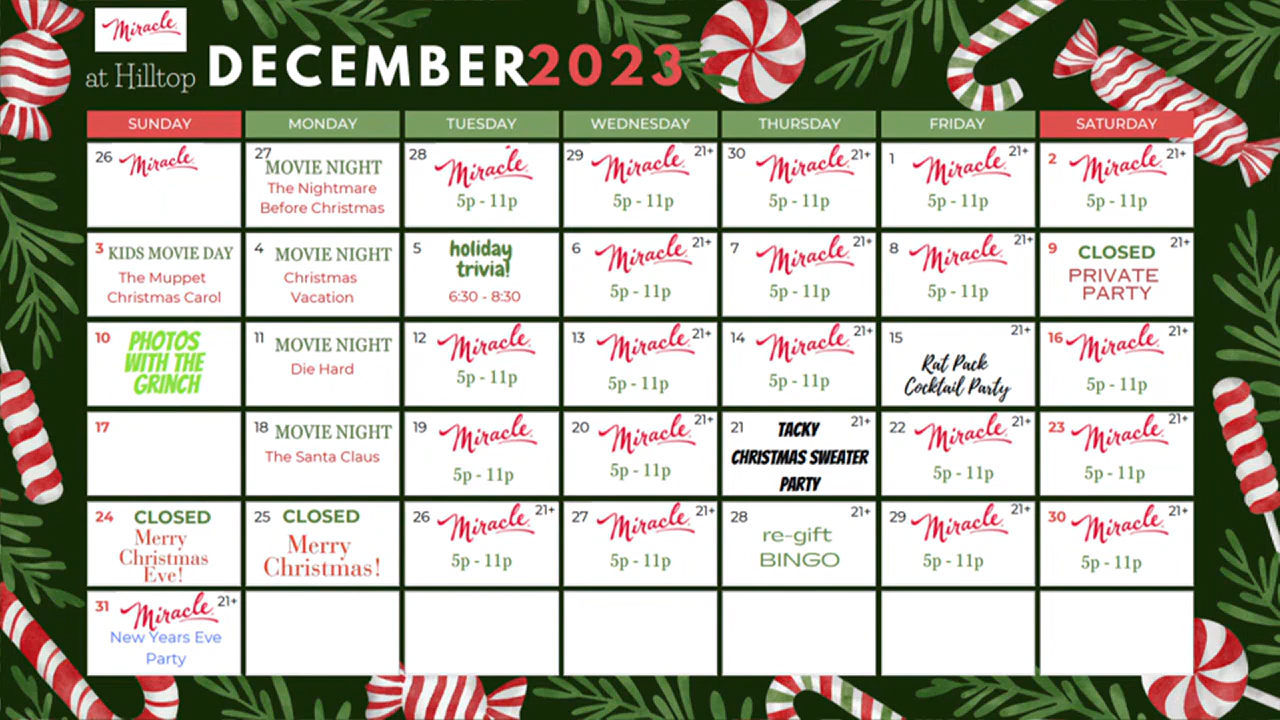 Miracle
at Hilltop
DECEMBER2023
SUNDAY MONDAY TUESDAY WEDNESDAY THURSDAY FRIDAY SATURDAY
26 Miracle
27
MOVIE NIGHT
The Nightmare
Before Christmas
28 Miracle
5p - 11p
29 Miracle 21+
5p - 11p
30 Miracle 21+
5p - 11p
1 Miracle 21+
5p - 11p
2 Miracle 21+
5p - 11p
3 KIDS MOVIE DAY
The Muppet
Christmas Carol
4 MOVIE NIGHT
Christmas
Vacation
5 holiday
trivia!
6:30 - 8:30
6 Miracle 21+
5p - 11p
7 Miracle 21+
5p - 11p
8 Miracle 21+
5p - 11p
9 CLOSED 21+
PRIVATE
PARTY
10 PHOTOS
WITH THE
GRINCH
11 MOVIE NIGHT
Die Hard
12 Miracle
5p - 11p
13 Miracle 21+
5p - 11p
14 Miracle 21+
5p - 11p
15 21+
Rat Pack
Cocktail Party
16 Miracle 21+
5p - 11p
17
18 MOVIE NIGHT
The Santa Claus
19 Miracle
5p - 11p
20 Miracle 21+
5p - 11p
21 TACKY 21+
CHRISTMAS SWEATER
PARTY
22 Miracle 21+
5p - 11p
23 Miracle 21+
5p - 11p
24 CLOSED
Merry
Christmas
Eve!
25 CLOSED
Merry
Christmas!
26 Miracle 21+
5p - 11p
27 Miracle 21+
5p - 11p
28 21+
re-gift
BINGO
29 Miracle 21+
5p - 11p
30 Miracle 21+
5p - 11p
31 Miracle 21+
New Years Eve
Party